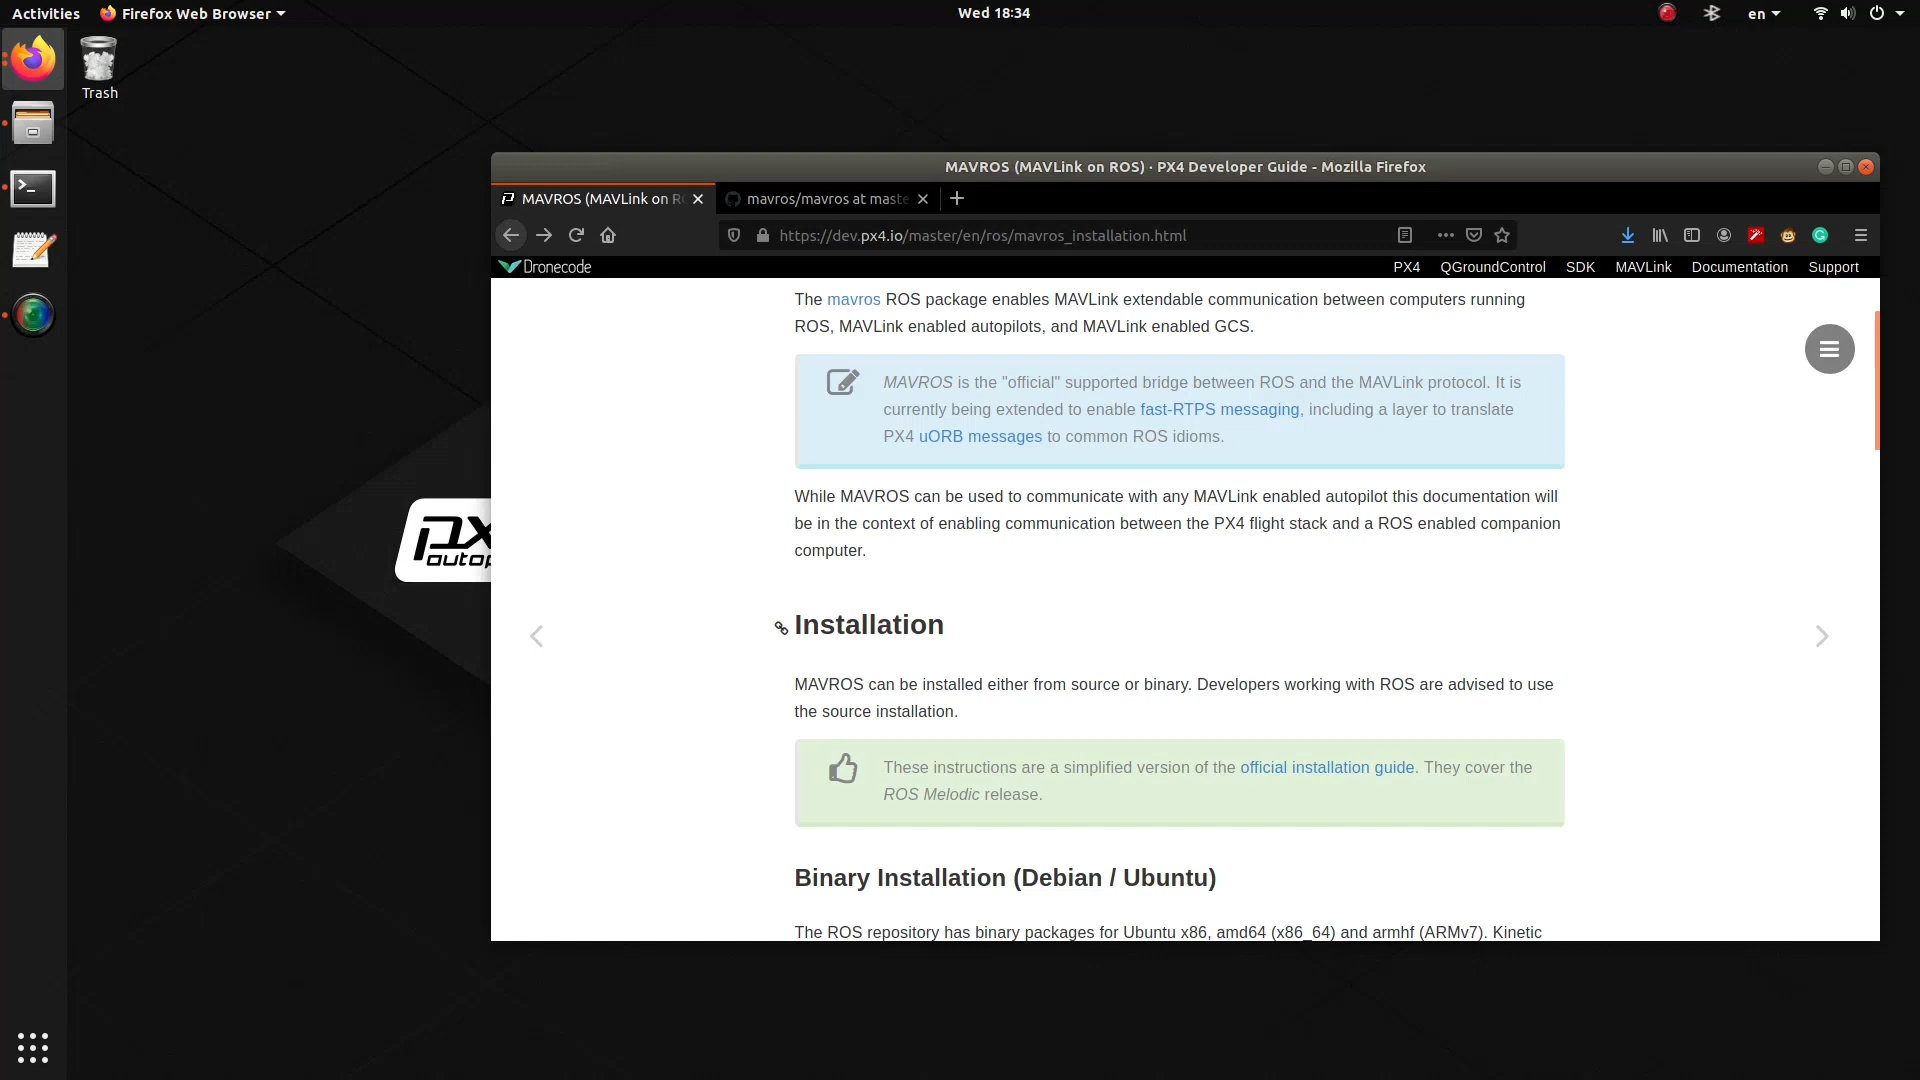 Activities
Firefox Web Browser
Wed 18:34
en
Trash
MAVROS (MAVLink on ROS) · PX4 Developer Guide - Mozilla Firefox
MAVROS (MAVLink on R
mavros/mavros at maste
https://dev.px4.io/master/en/ros/mavros_installation.html
Dronecode
PX4 QGroundControl SDK MAVLink Documentation Support
The mavros ROS package enables MAVLink extendable communication between computers running
ROS, MAVLink enabled autopilots, and MAVLink enabled GCS.
MAVROS is the "official" supported bridge between ROS and the MAVLink protocol. It is
currently being extended to enable fast-RTPS messaging, including a layer to translate
PX4 uORB messages to common ROS idioms.
While MAVROS can be used to communicate with any MAVLink enabled autopilot this documentation will
be in the context of enabling communication between the PX4 flight stack and a ROS enabled companion
computer.
px
autop
Installation
MAVROS can be installed either from source or binary. Developers working with ROS are advised to use
the source installation.
These instructions are a simplified version of the official installation guide. They cover the
ROS Melodic release.
Binary Installation (Debian / Ubuntu)
The ROS repository has binary packages for Ubuntu x86, amd64 (x86_64) and armhf (ARMv7). Kinetic